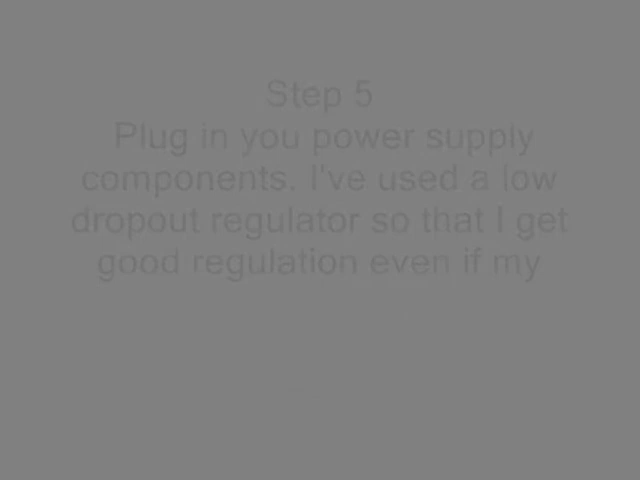 Step 5
Plug in you power supply
components. I've used a low
dropout regulator so that I get
good regulation even if my